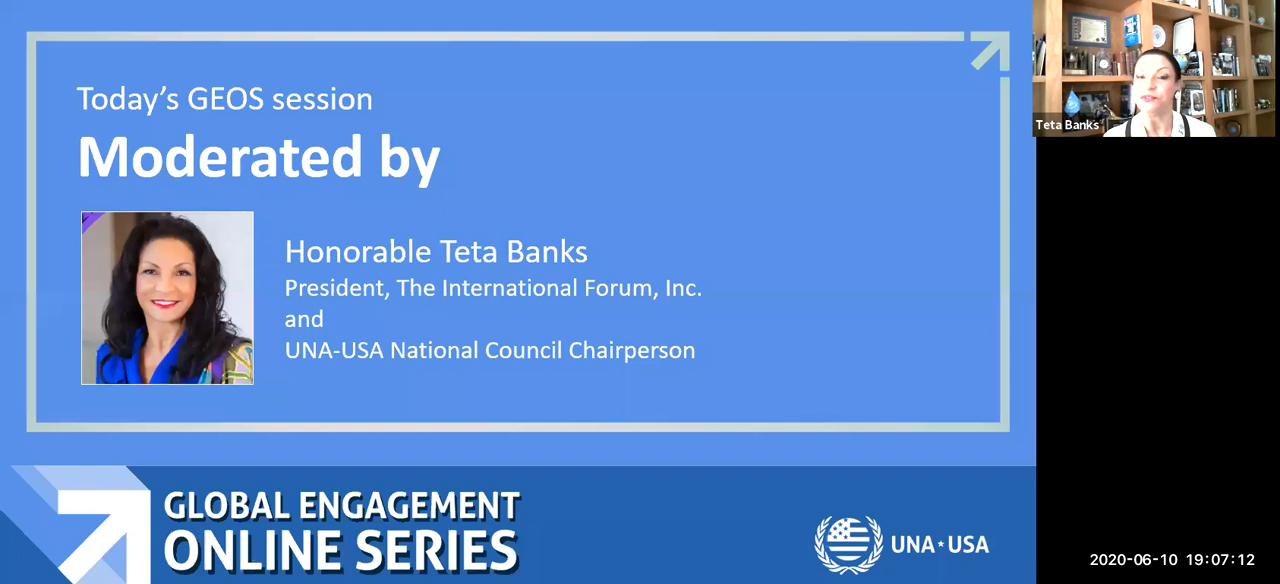 Today's GEOS session
Moderated by
Honorable Teta Banks
President, The International Forum, Inc.
and
UNA-USA National Council Chairperson
GLOBAL ENGAGEMENT
ONLINE SERIES
UNA★USA
Teta Banks
2020-06-10 19:07:12